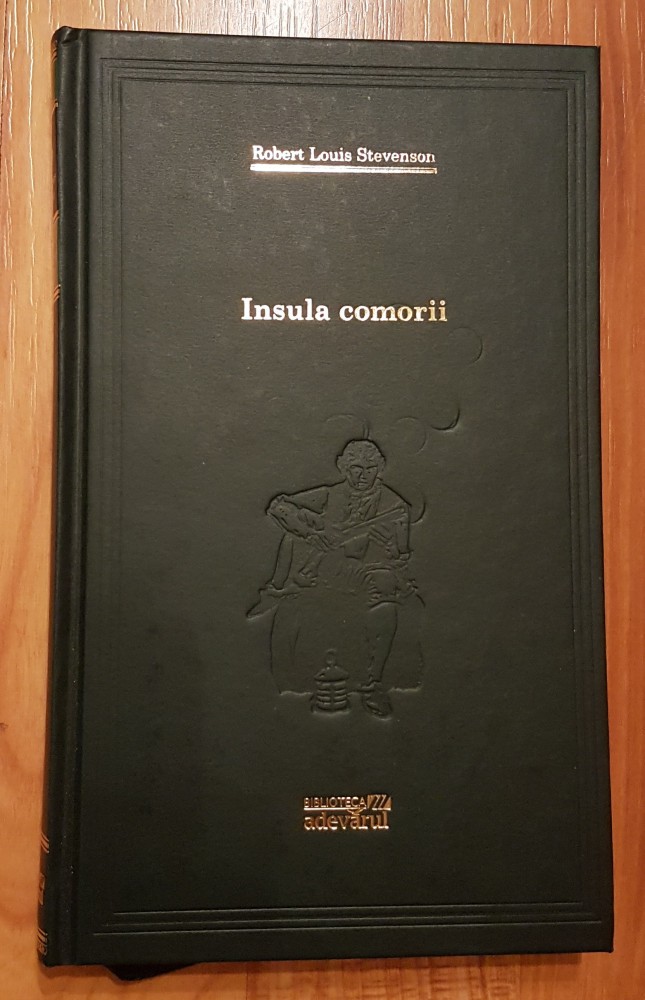 Robert Louis Stevenson
Insula comorii
BIBLIOTECA
adevărul